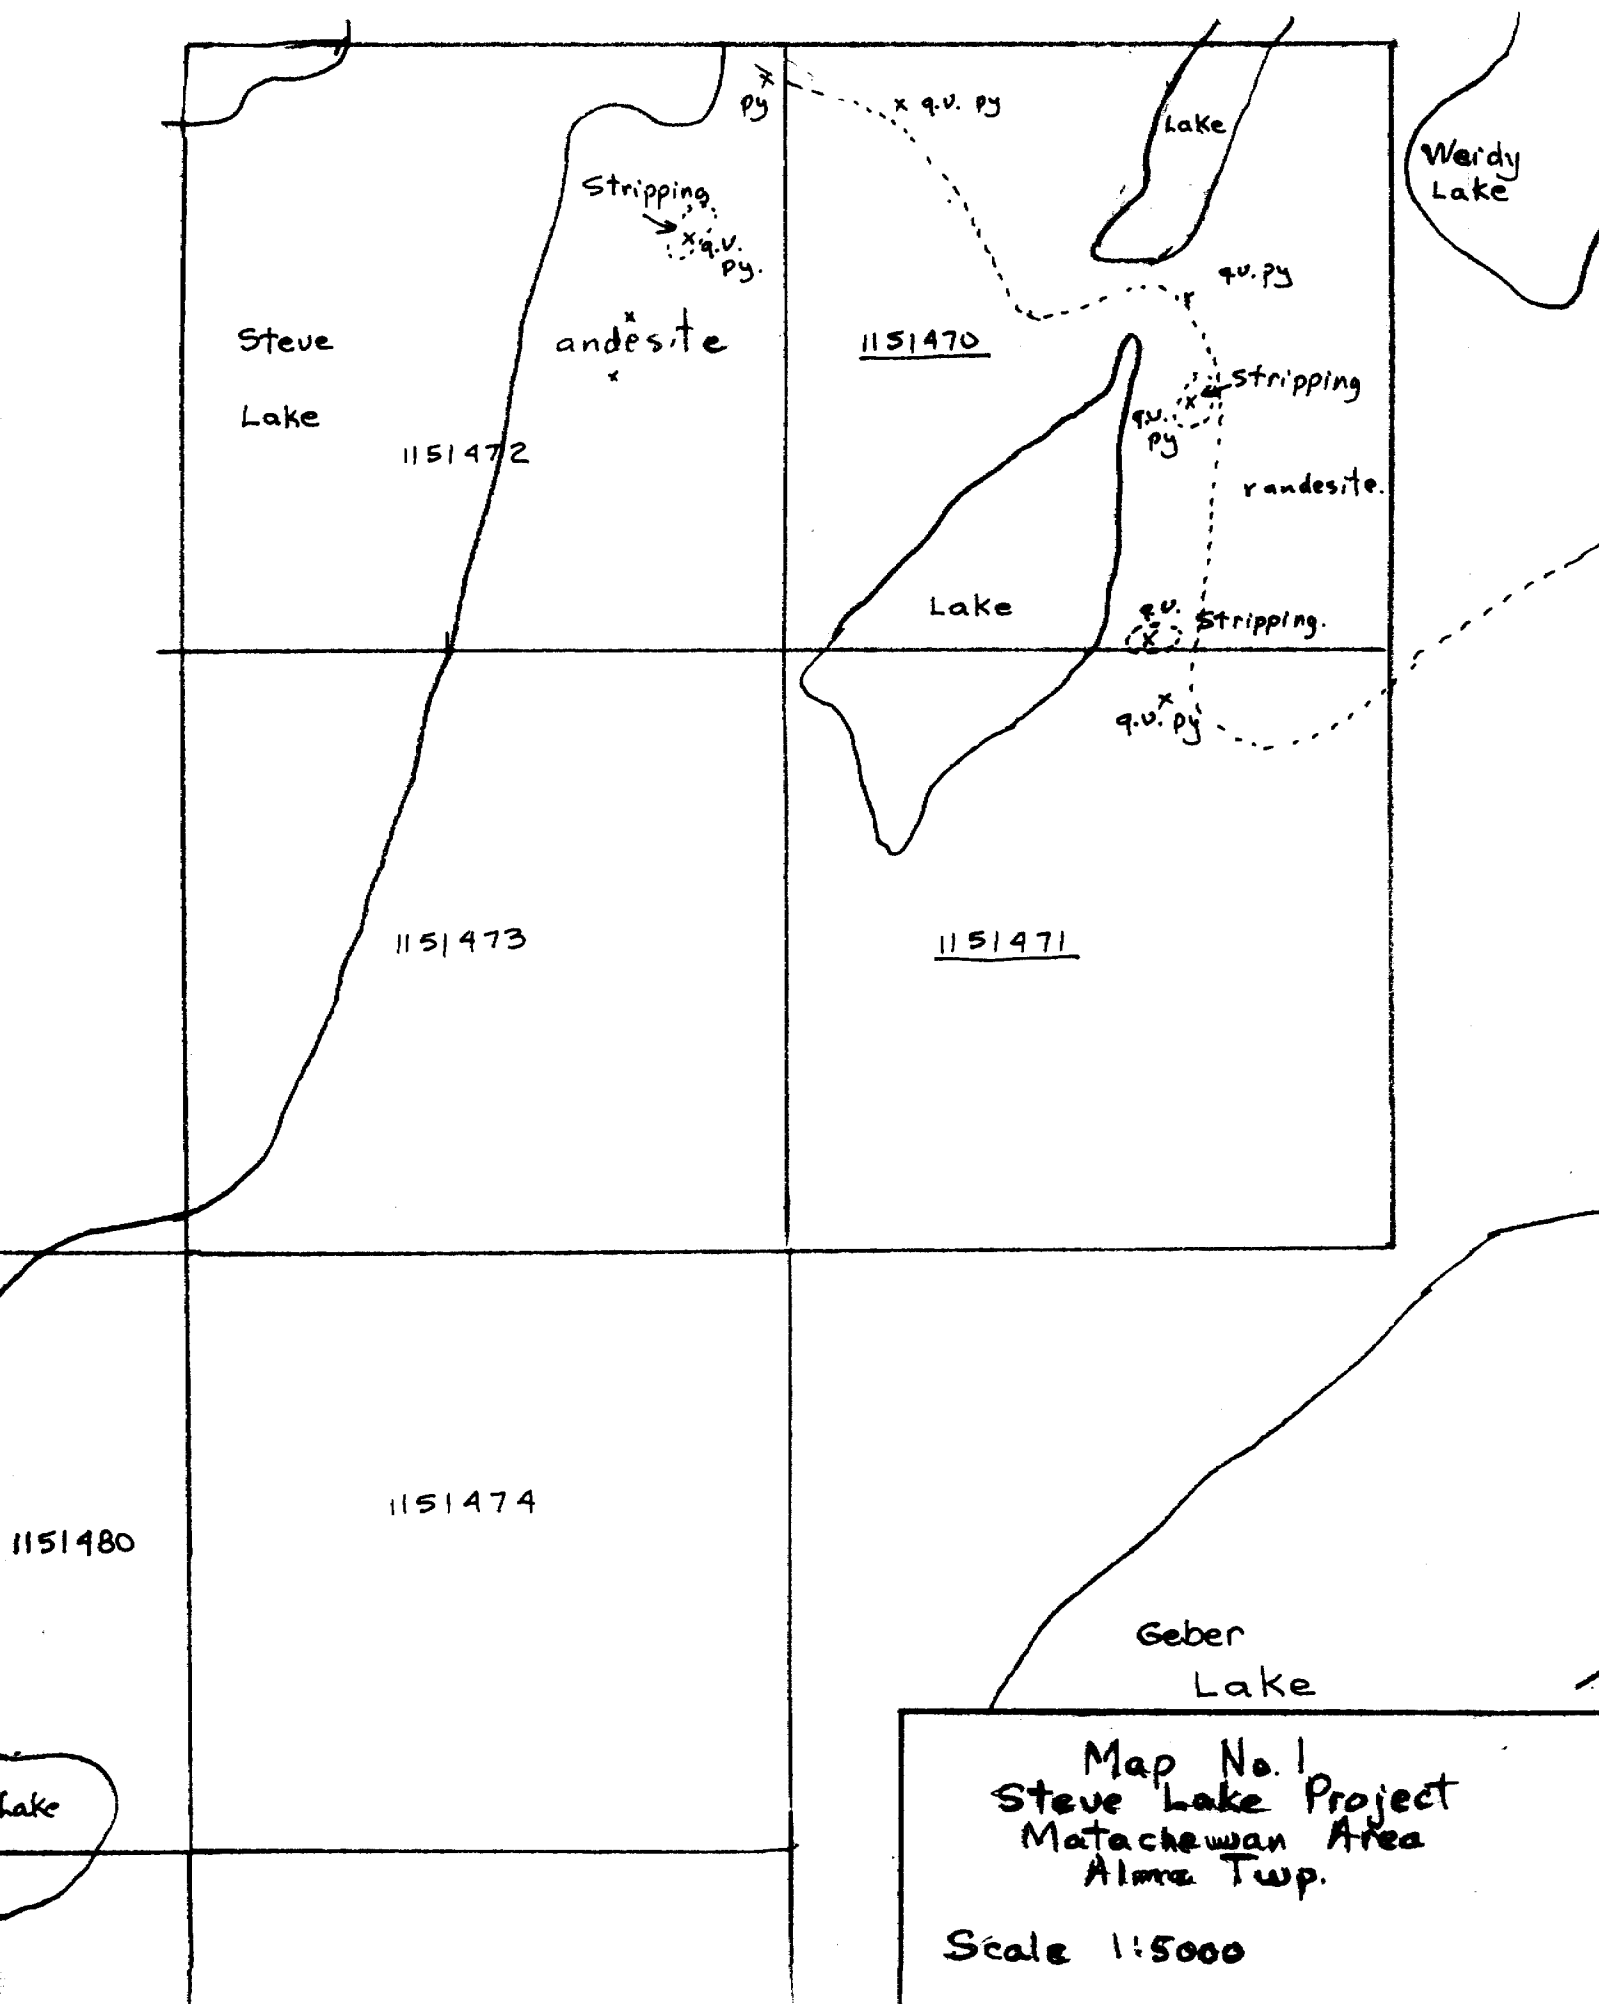 py
x q.v. py
Lake
Werdy
Lake
Stripping
x q.v.
py.
q.v. py
r
Steve
Lake
andesite
1151470
1151472
Stripping
q.v.
py
r andesite.
Lake
q.v.
Stripping.
q.v. py
1151473
1151471
1151474
1151480
Geber
Lake
Lake
Map No. 1
Steve Lake Project
Matachewan Area
Alma Twp.
Scale 1:5000